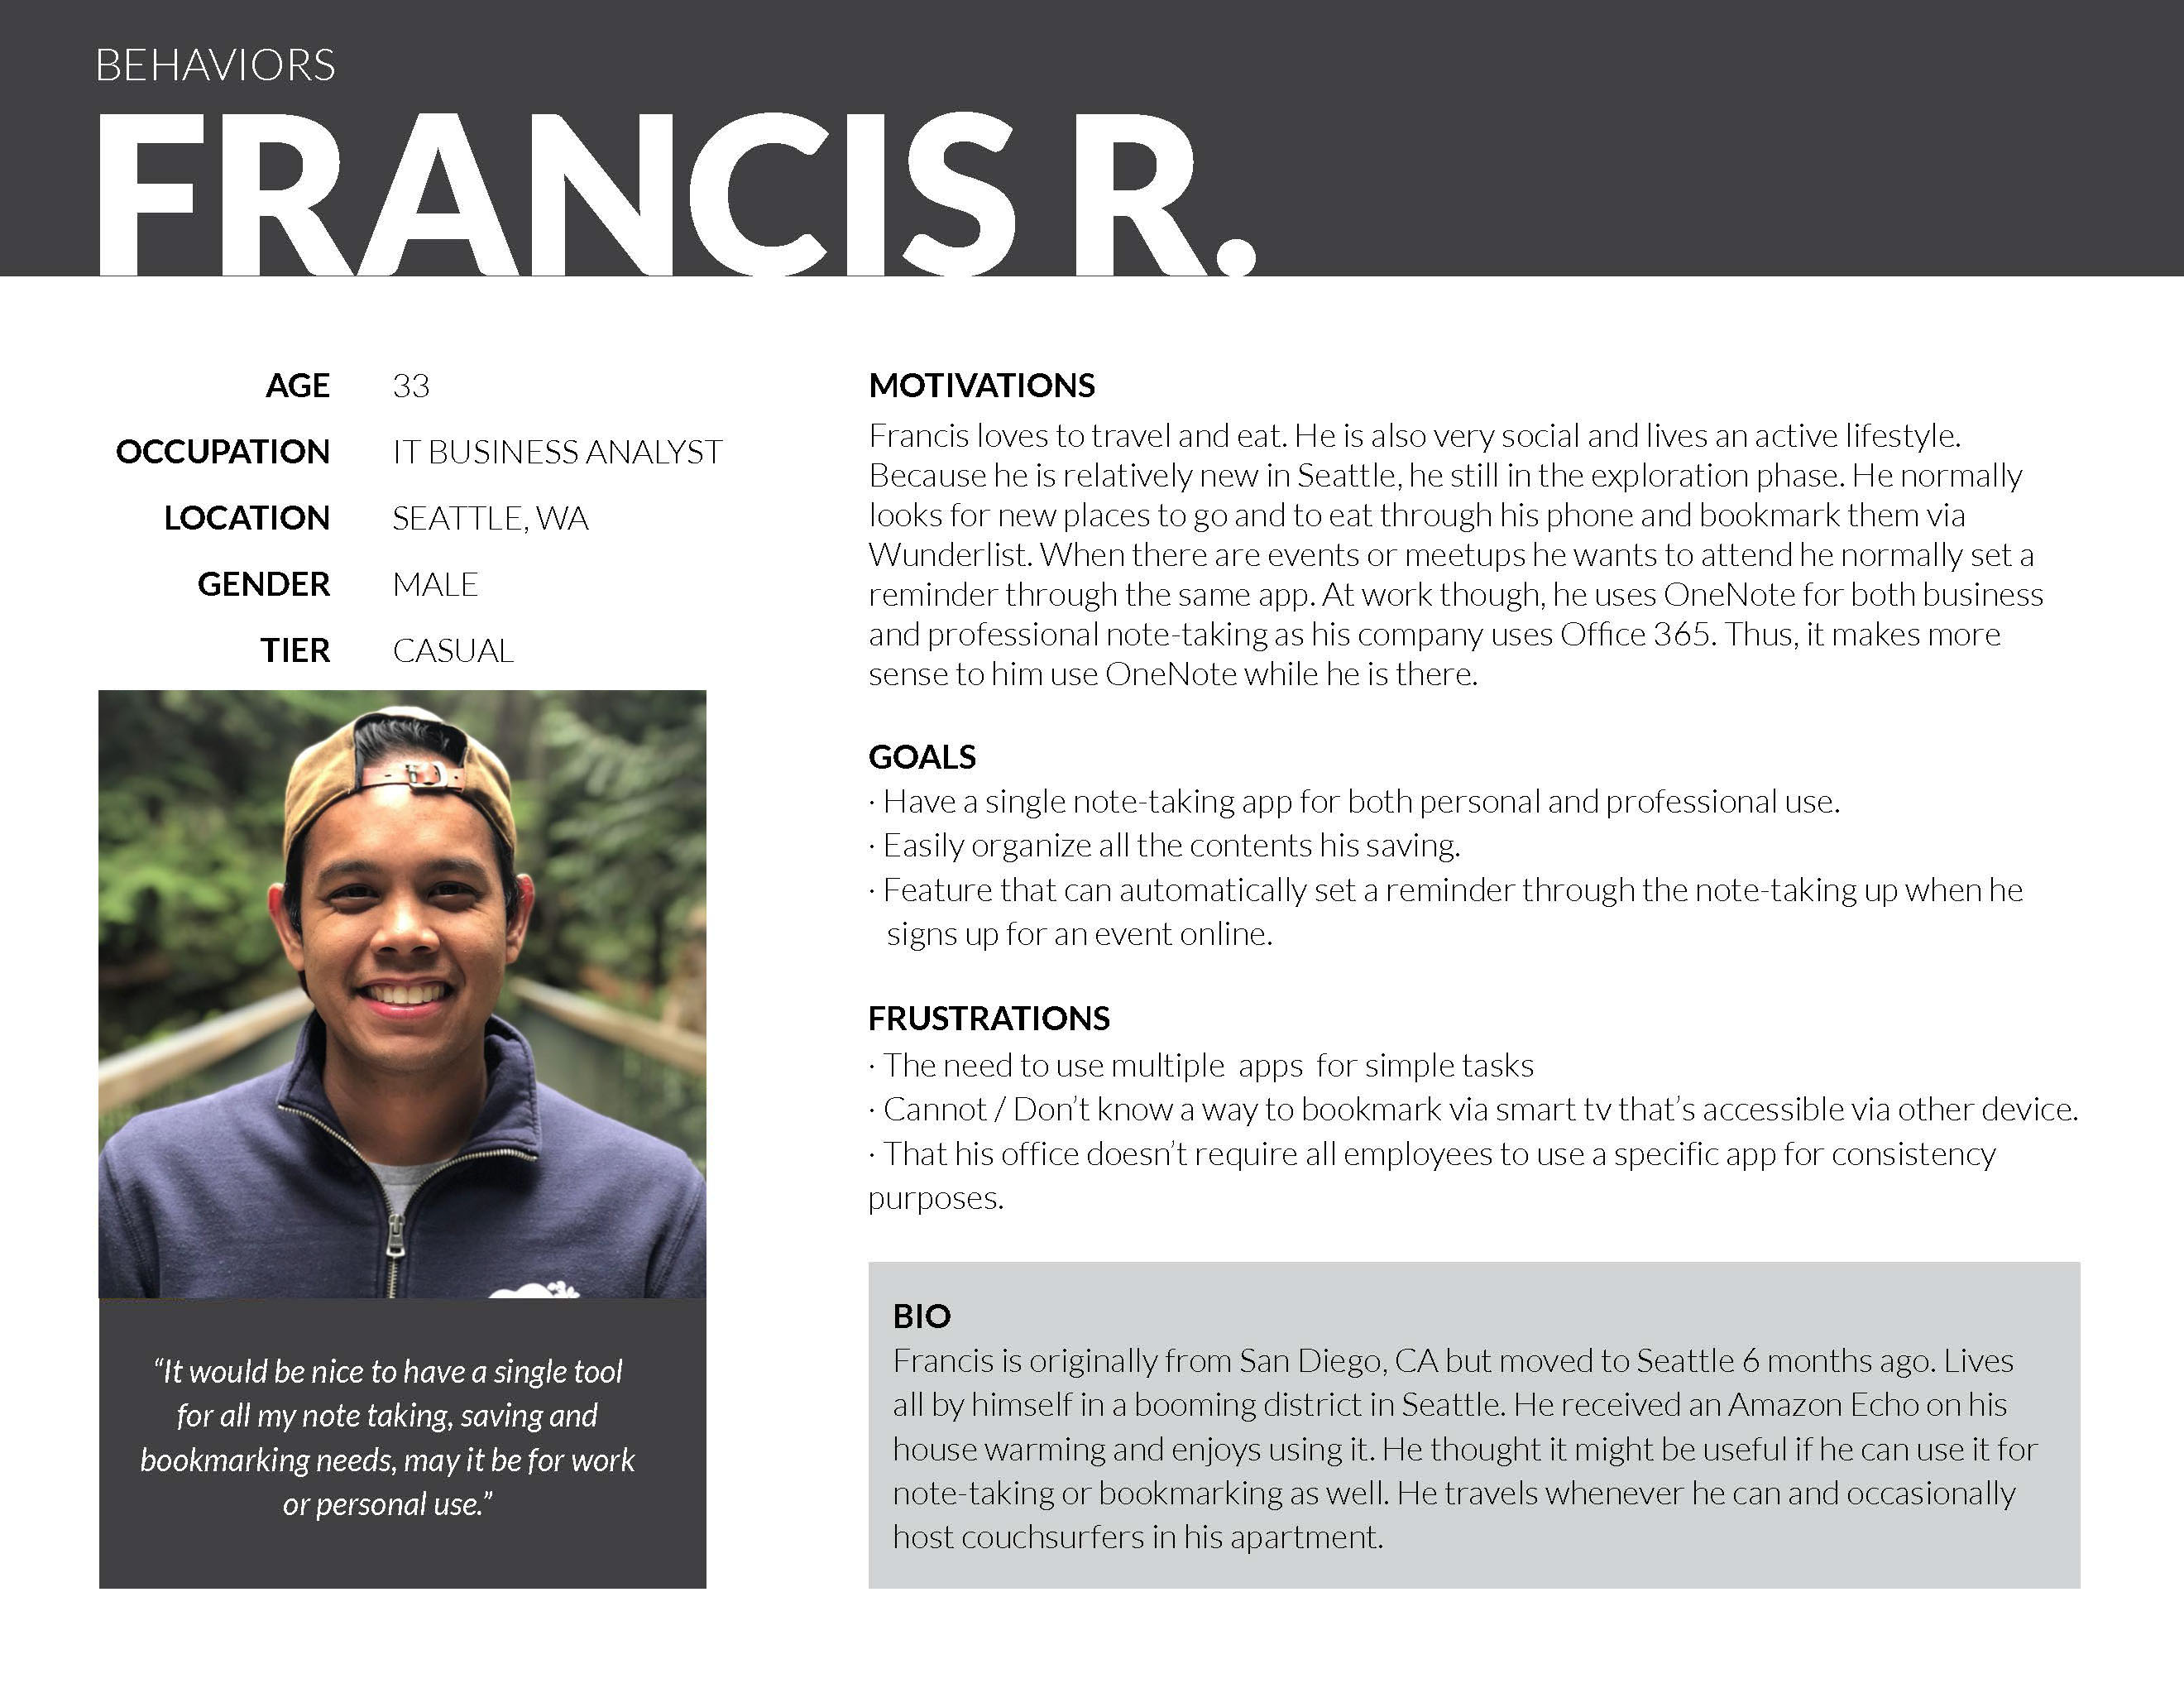 BEHAVIORS
FRANCIS R.
AGE 33
OCCUPATION IT BUSINESS ANALYST
LOCATION SEATTLE, WA
GENDER MALE
TIER CASUAL
“It would be nice to have a single tool
for all my note taking, saving and
bookmarking needs, may it be for work
or personal use.”
MOTIVATIONS
Francis loves to travel and eat. He is also very social and lives an active lifestyle.
Because he is relatively new in Seattle, he still in the exploration phase. He normally
looks for new places to go and to eat through his phone and bookmark them via
Wunderlist. When there are events or meetups he wants to attend he normally set a
reminder through the same app. At work though, he uses OneNote for both business
and professional note-taking as his company uses Office 365. Thus, it makes more
sense to him use OneNote while he is there.
GOALS
· Have a single note-taking app for both personal and professional use.
· Easily organize all the contents his saving.
· Feature that can automatically set a reminder through the note-taking up when he
signs up for an event online.
FRUSTRATIONS
· The need to use multiple  apps  for simple tasks
· Cannot / Don’t know a way to bookmark via smart tv that’s accessible via other device.
· That his office doesn’t require all employees to use a specific app for consistency
purposes.
BIO
Francis is originally from San Diego, CA but moved to Seattle 6 months ago. Lives
all by himself in a booming district in Seattle. He received an Amazon Echo on his
house warming and enjoys using it. He thought it might be useful if he can use it for
note-taking or bookmarking as well. He travels whenever he can and occasionally
host couchsurfers in his apartment.